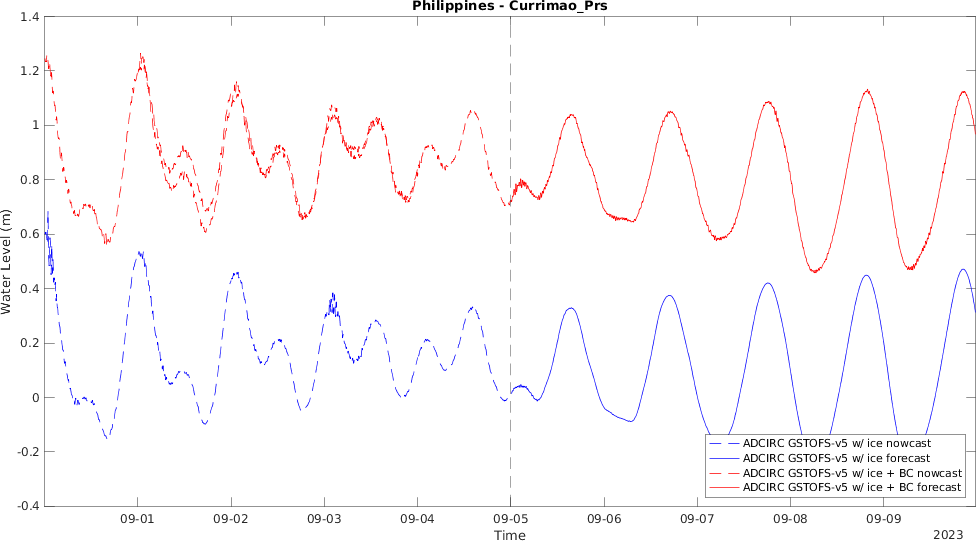 Philippines - Currimao_Prs
1.4
1.2
1
0.8
0.6
0.4
0.2
0
-0.2
-0.4
Water Level (m)
ADCIRC GSTOFS-v5 w/ ice nowcast
ADCIRC GSTOFS-v5 w/ ice forecast
ADCIRC GSTOFS-v5 w/ ice + BC nowcast
ADCIRC GSTOFS-v5 w/ ice + BC forecast
09-01 09-02 09-03 09-04 09-05 09-06 09-07 09-08 09-09
Time
2023